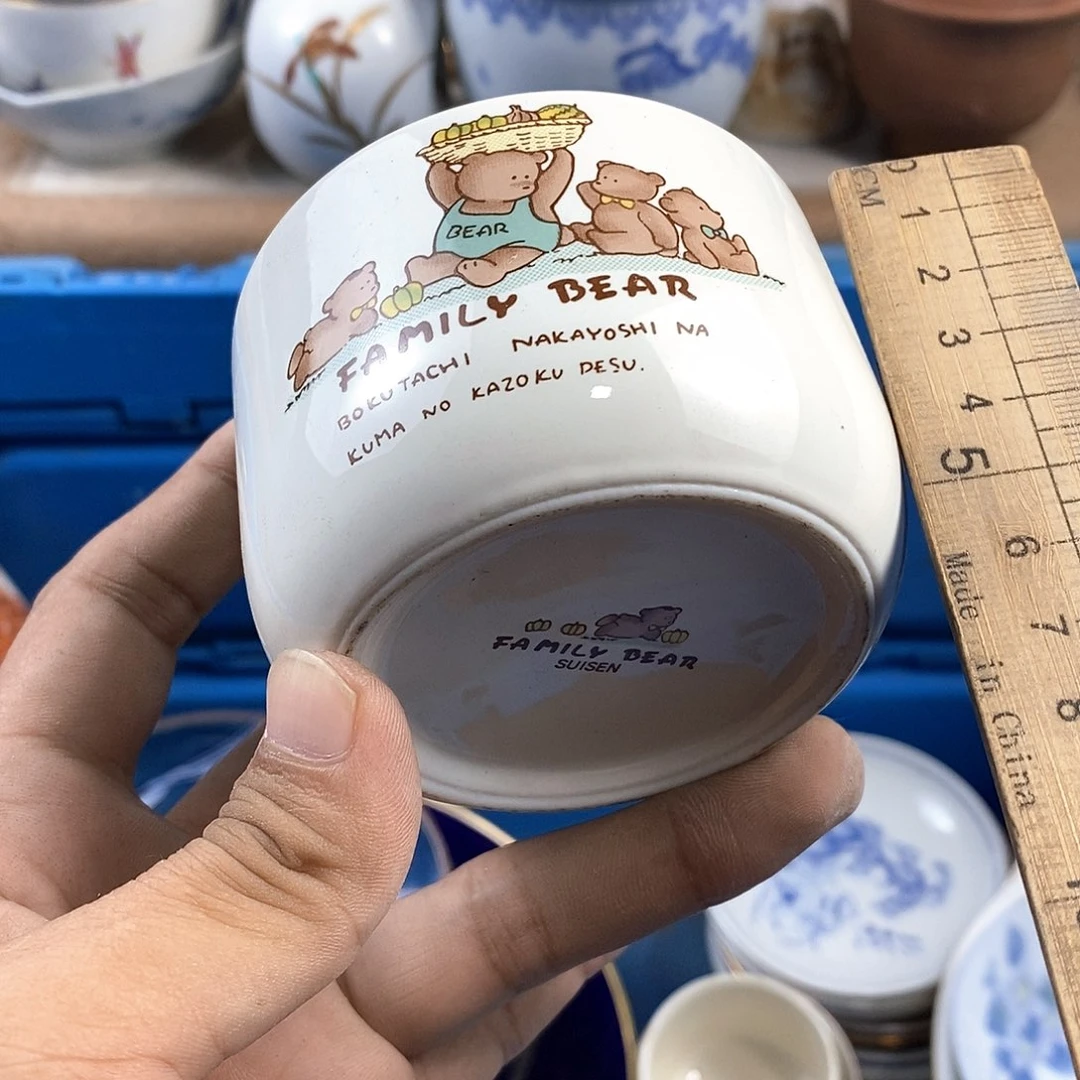 BEAR
FAMILY BEAR
BOKUTACHI NAKAYOSHI NA
KUMA NO KAZOKU DESU.
FAMILY BEAR
SUISEN
0 1 2 3 4 5 6 7 8
CM
Made in China